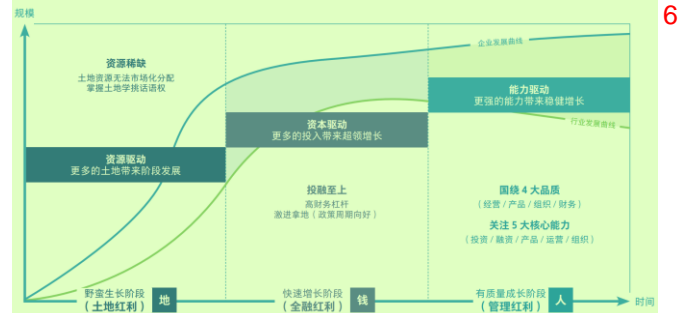 6
规模
资源稀缺
土地资源无法市场化分配
掌握土地学挑话语权
企业发展曲线
能力驱动
更强的能力带来稳健增长
资本驱动
更多的投入带来超领增长
行业发展曲线
资源驱动
更多的土地带来阶段发展
投融至上
高财务杠杆
激进拿地（政策周期向好）
国绕 4 大品质
（经营 / 产品 / 组织 / 财务）
关注 5 大核心能力
（投资 / 融资 / 产品 / 运营 / 组织）
野蛮生长阶段
（土地红利）
地
快速增长阶段
（全融红利）
钱
有质量成长阶段
（管理红利）
人
时间